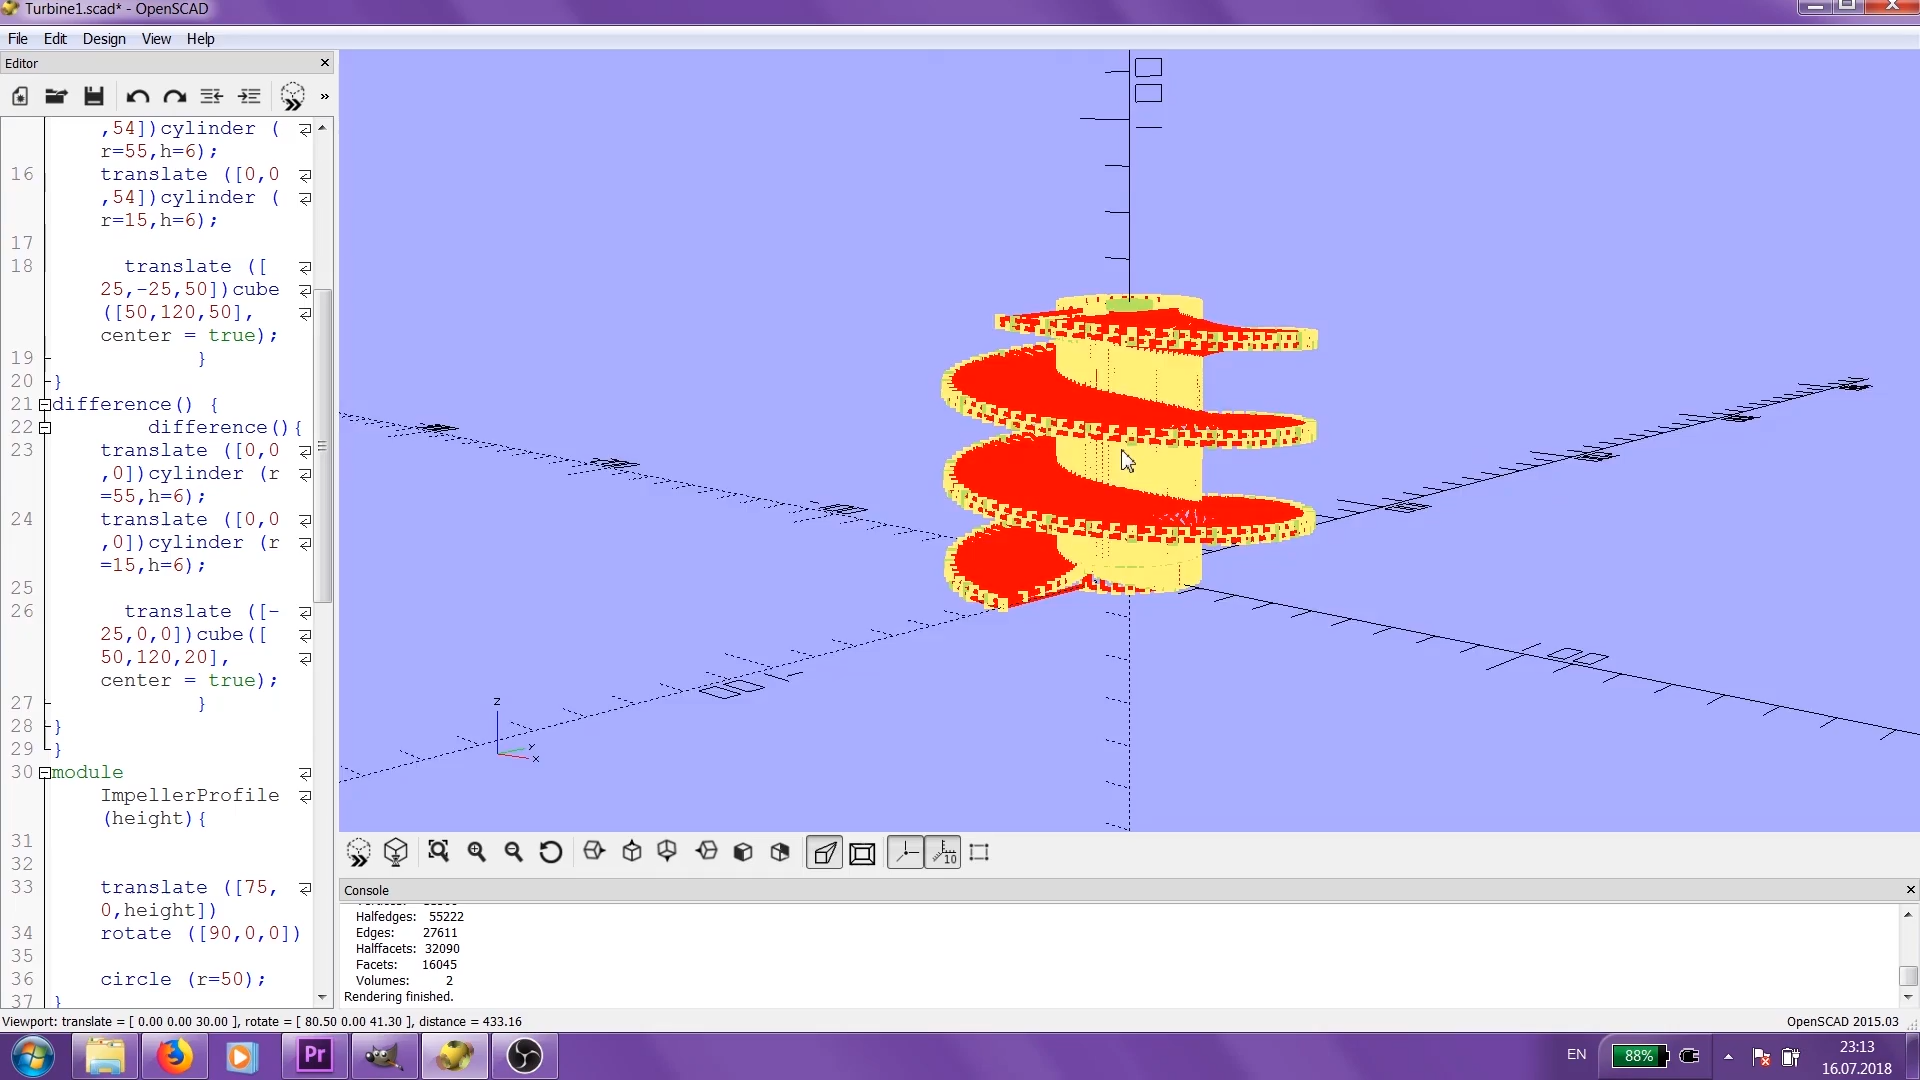 Turbine1.scad* - OpenSCAD
File Edit Design View Help
Editor
,54])cylinder (
r=55,h=6);
16 translate ([0,0
,54])cylinder (
r=15,h=6);
17
18 translate ([
25,-25,50])cube
([50,120,50],
center = true);
19 }
20 }
21 difference() {
22 difference(){
23 translate ([0,0
,0])cylinder (r
=55,h=6);
24 translate ([0,0
,0])cylinder (r
=15,h=6);
25
26 translate ([-
25,0,0])cube([
50,120,20],
center = true);
27 }
28 }
29 }
30 module
ImpellerProfile
(height){
31
32
33 translate ([75,
0,height])
34 rotate ([90,0,0])
35
36 circle (r=50);
37 }
z
y
x
10
Console
Halfedges: 55222
Edges: 27611
Halffacets: 32090
Facets: 16045
Volumes: 2
Rendering finished.
Viewport: translate = [ 0.00 0.00 30.00 ], rotate = [ 80.50 0.00 41.30 ], distance = 433.16
OpenSCAD 2015.03
Pr
EN
88%
23:13
16.07.2018